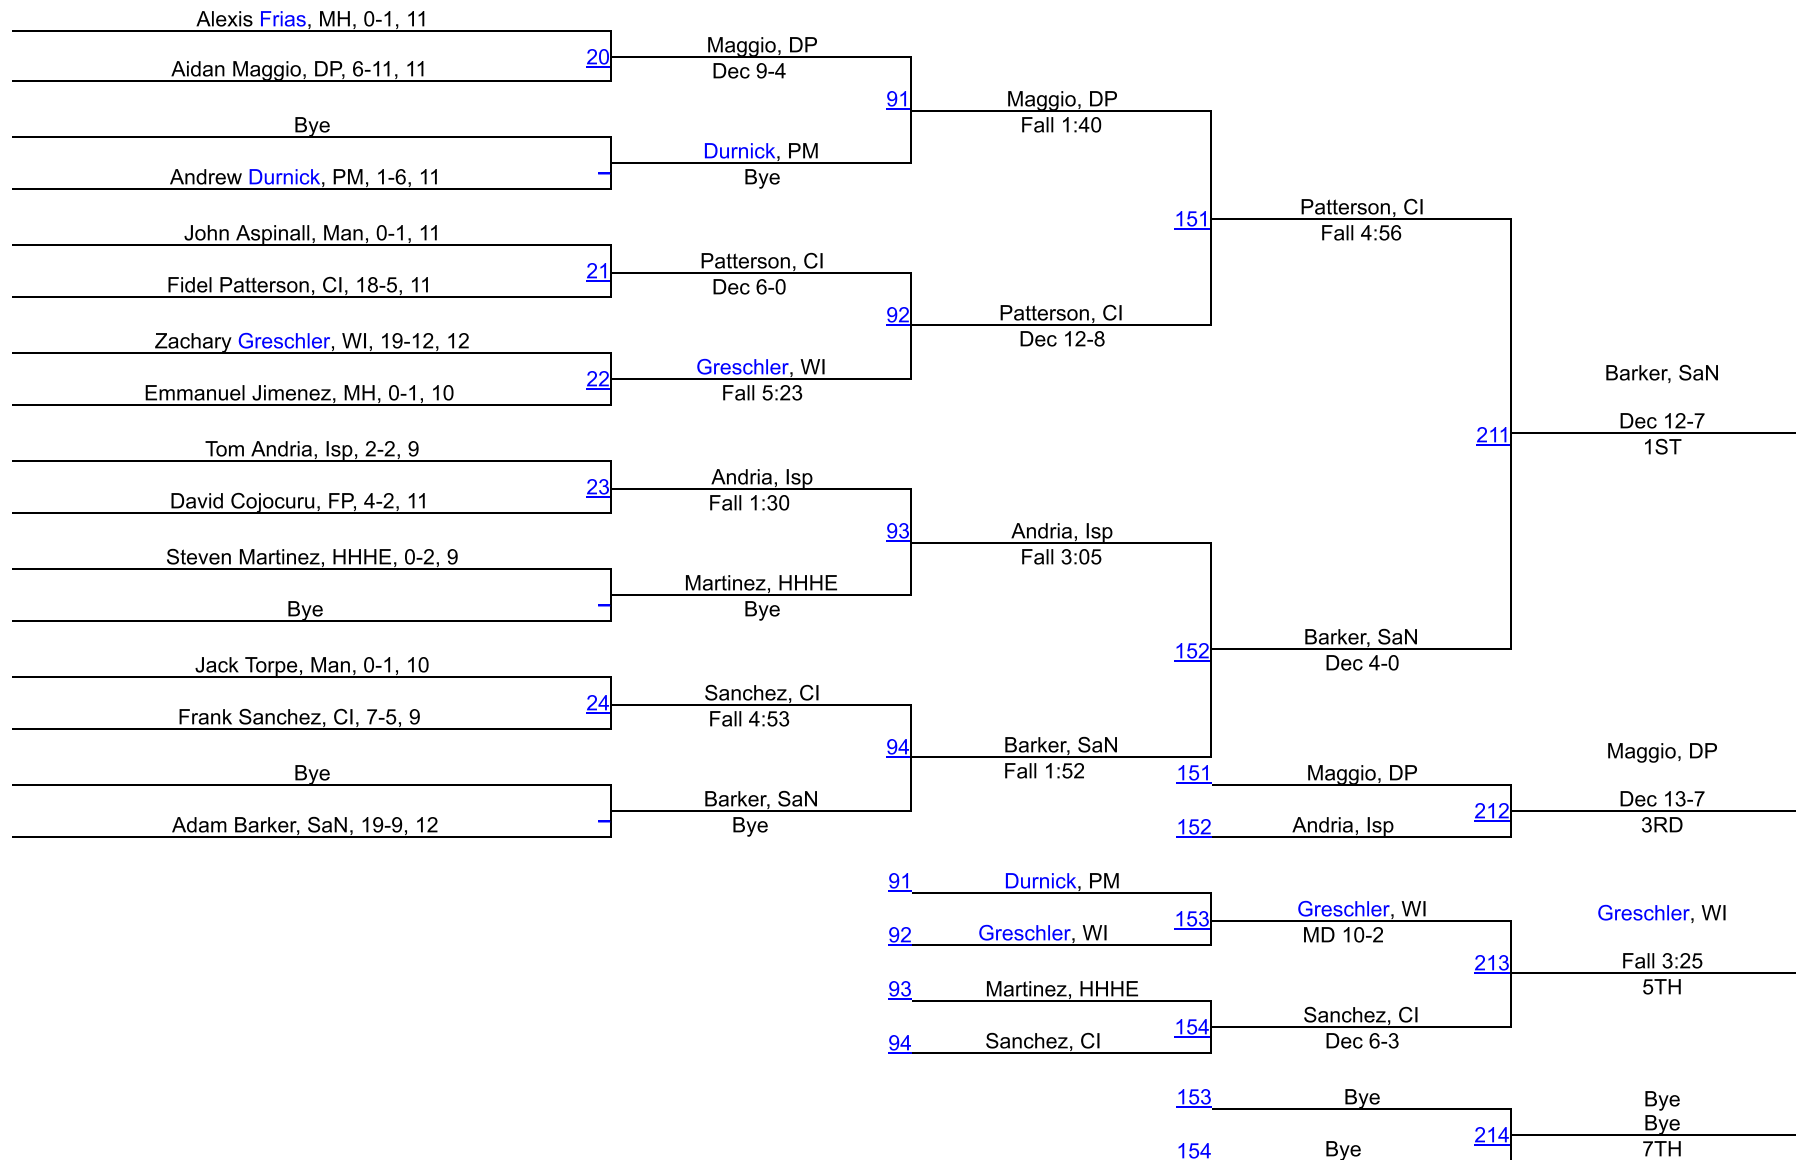 Alexis Frias, MH, 0-1, 11
20
Aidan Maggio, DP, 6-11, 11
Maggio, DP
Dec 9-4
Bye
Andrew Durnick, PM, 1-6, 11
Durnick, PM
Bye
91
Maggio, DP
Fall 1:40
John Aspinall, Man, 0-1, 11
21
Fidel Patterson, CI, 18-5, 11
Patterson, CI
Dec 6-0
Zachary Greschler, WI, 19-12, 12
22
Emmanuel Jimenez, MH, 0-1, 10
Greschler, WI
Fall 5:23
92
Patterson, CI
Dec 12-8
151
Patterson, CI
Fall 4:56
Tom Andria, Isp, 2-2, 9
23
David Cojocuru, FP, 4-2, 11
Andria, Isp
Fall 1:30
Steven Martinez, HHHE, 0-2, 9
Bye
Martinez, HHHE
Bye
93
Andria, Isp
Fall 3:05
Jack Torpe, Man, 0-1, 10
24
Frank Sanchez, CI, 7-5, 9
Sanchez, CI
Fall 4:53
Bye
Adam Barker, SaN, 19-9, 12
Barker, SaN
Bye
94
Barker, SaN
Fall 1:52
152
Barker, SaN
Dec 4-0
211
Barker, SaN
Dec 12-7
1ST
151
Maggio, DP
152
Andria, Isp
212
Maggio, DP
Dec 13-7
3RD
91
Durnick, PM
92
Greschler, WI
153
Greschler, WI
MD 10-2
93
Martinez, HHHE
94
Sanchez, CI
154
Sanchez, CI
Dec 6-3
213
Greschler, WI
Fall 3:25
5TH
153
Bye
154
Bye
214
Bye
Bye
7TH